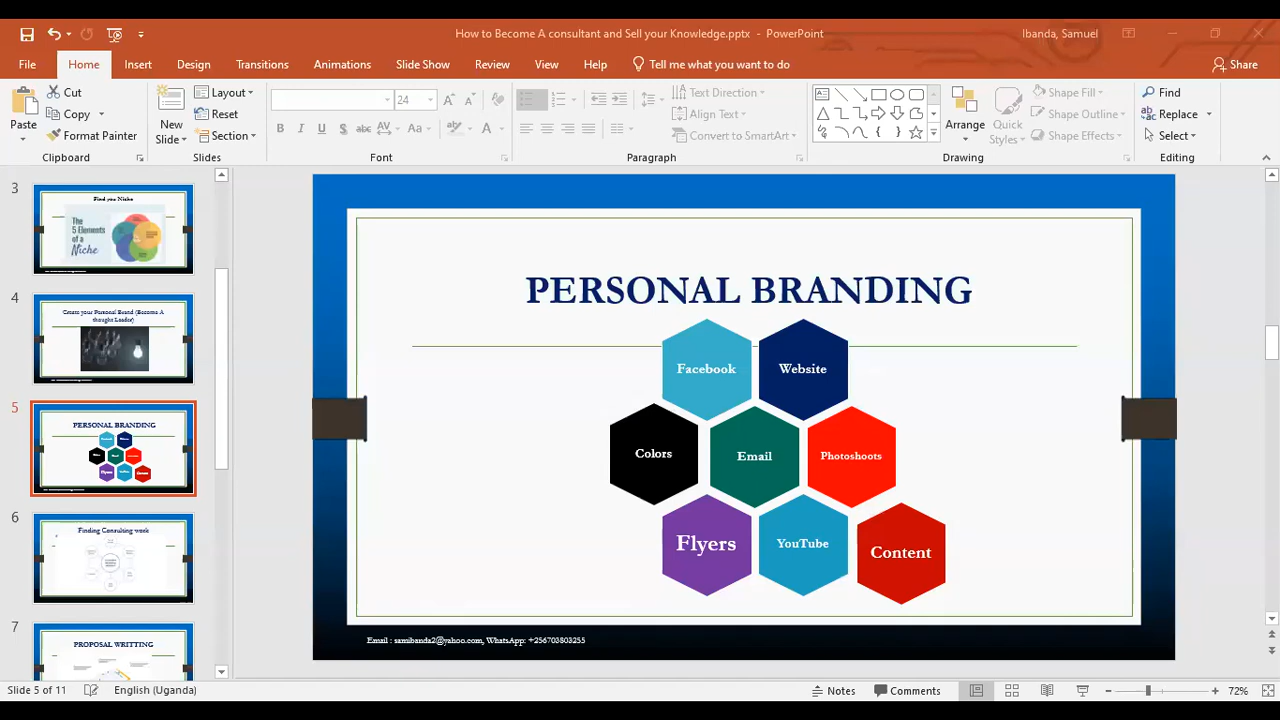 How to Become A consultant and Sell your Knowledge.pptx - PowerPoint
Ibanda, Samuel
File Home Insert Design Transitions Animations Slide Show Review View Help Tell me what you want to do
Share
Cut
Copy
Format Painter
Paste
Clipboard
New
Slide
Layout
Reset
Section
Slides
24
B I U S abc AV Aa A
Font
Text Direction
Align Text
Convert to SmartArt
Paragraph
Arrange
Quick
Styles
Shape Fill
Shape Outline
Shape Effects
Drawing
Find
Replace
Select
Editing
3
Find you Niche
The
5 Elements
of a
Niche
4
Create your Personal Brand (Become A
thought Leader)
5
PERSONAL BRANDING
6
Finding Consulting work
7
PROPOSAL WRITTING
PERSONAL BRANDING
Facebook
Website
Colors
Email
Photoshoots
Flyers
YouTube
Content
Email : samibanda2@yahoo.com, WhatsApp: +256703803255
Slide 5 of 11
English (Uganda)
Notes
Comments
72%